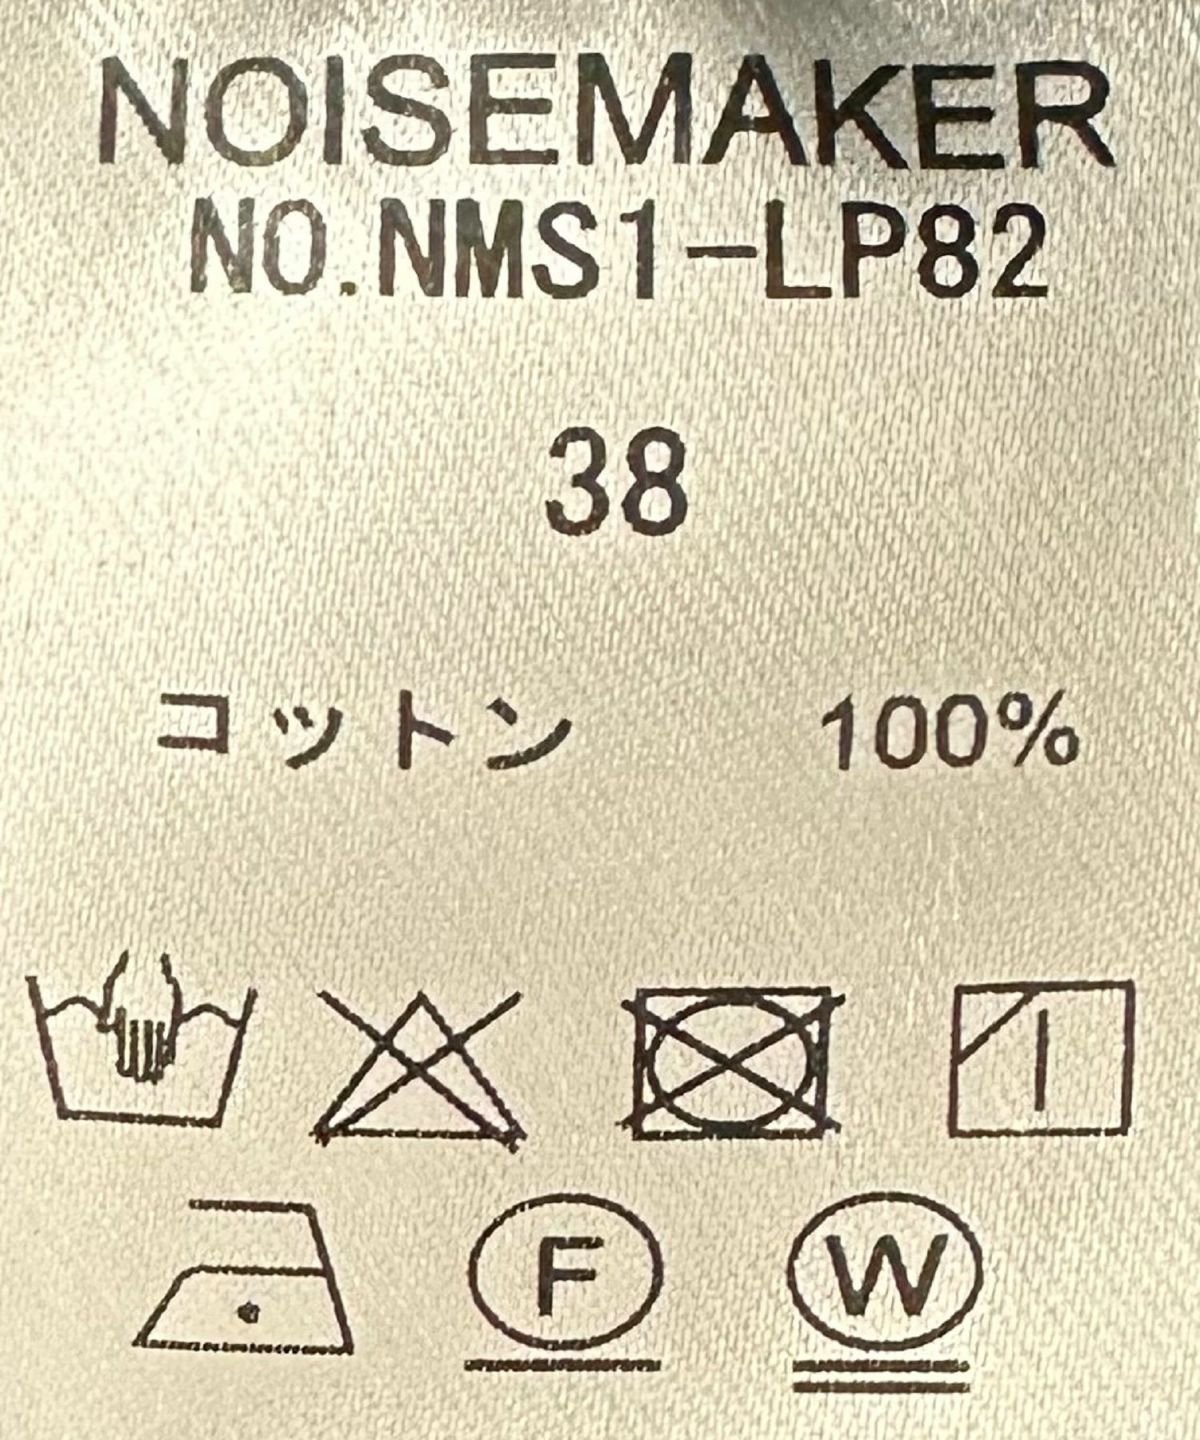 NOISEMAKER
NO.NMS1-LP82
38
コットン 100%
F W